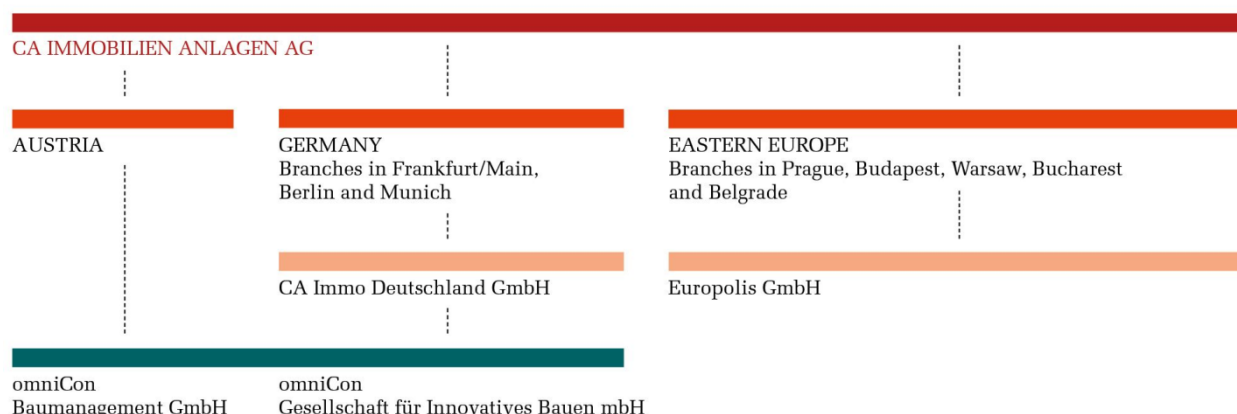 CA IMMOBILIEN ANLAGEN AG
AUSTRIA
GERMANY
Branches in Frankfurt/Main,
Berlin and Munich
EASTERN EUROPE
Branches in Prague, Budapest, Warsaw, Bucharest
and Belgrade
CA Immo Deutschland GmbH
Europolis GmbH
omniCon
Baumanagement GmbH
omniCon
Gesellschaft für Innovatives Bauen mbH